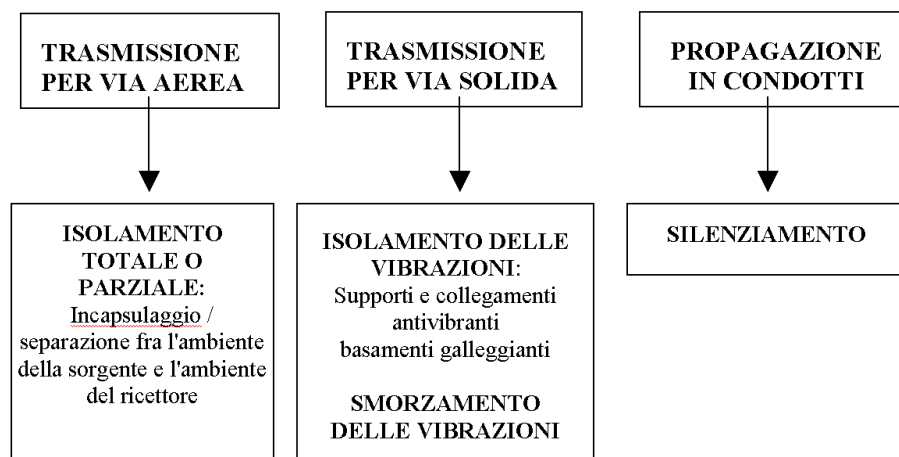 TRASMISSIONE
PER VIA AEREA
TRASMISSIONE
PER VIA SOLIDA
PROPAGAZIONE
IN CONDOTTI
ISOLAMENTO
TOTALE O
PARZIALE:
Incapsulaggio /
separazione fra l'ambiente
della sorgente e l'ambiente
del ricettore
ISOLAMENTO DELLE
VIBRAZIONI:
Supporti e collegamenti
antivibranti
basamenti galleggianti
SMORZAMENTO
DELLE VIBRAZIONI
SILENZIAMENTO